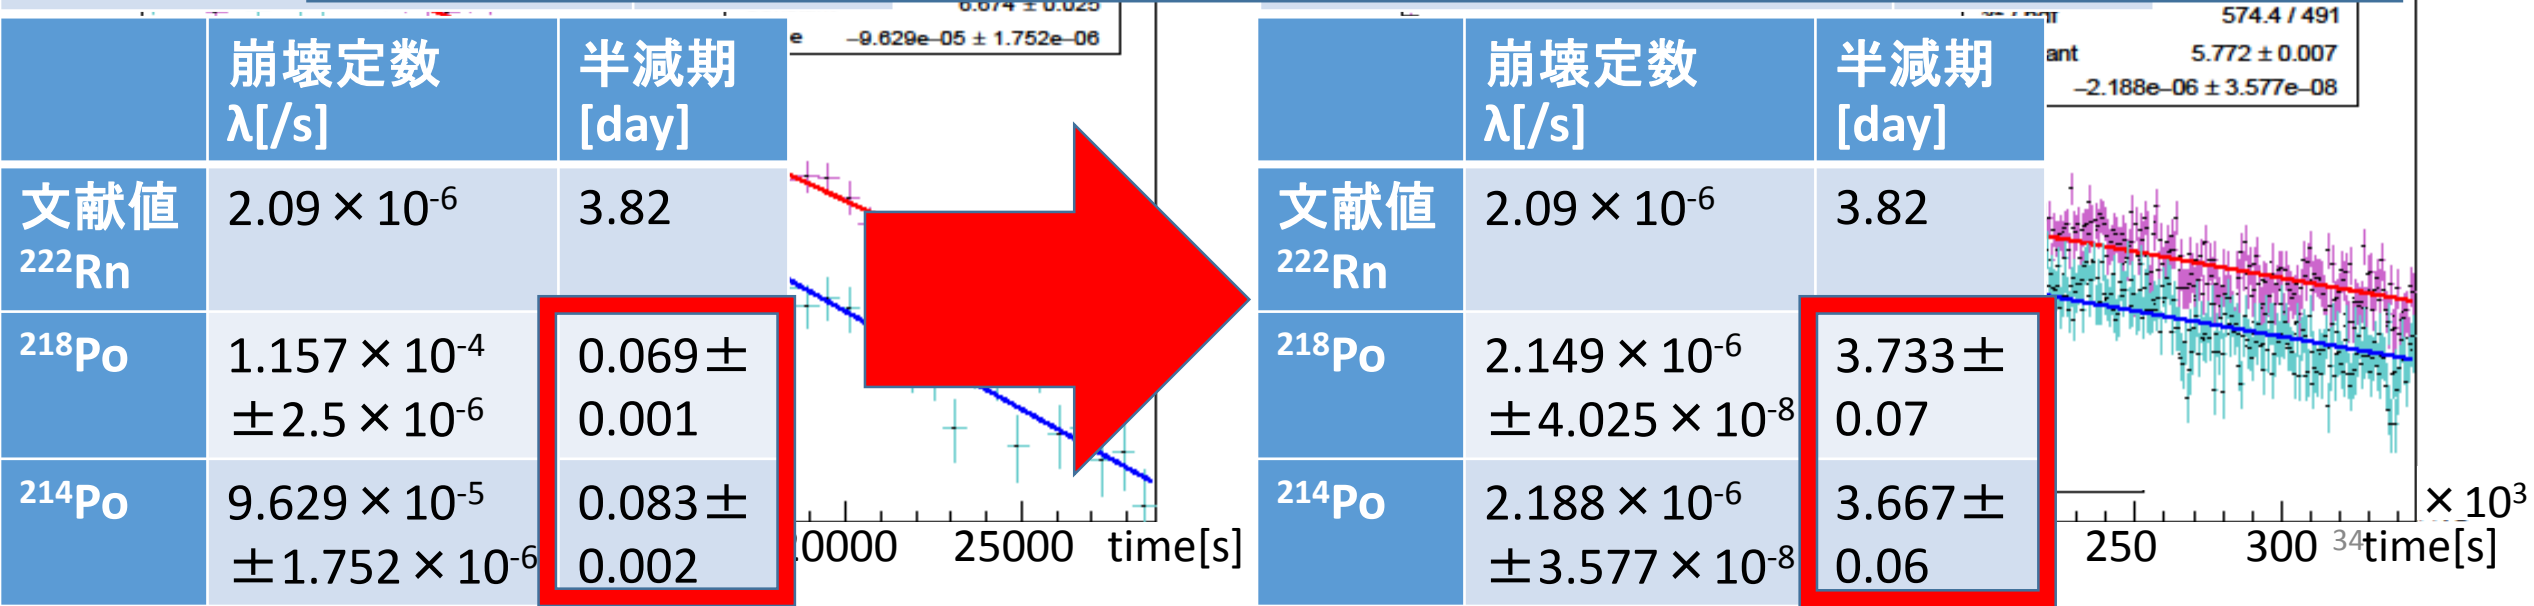 6.674 ± 0.025
e −9.629e−05 ± 1.752e−06
崩壊定数
λ[/s]
半減期
[day]
文献値
²²²Rn
2.09 × 10⁻⁶
3.82
²¹⁸Po
1.157 × 10⁻⁴
±2.5 × 10⁻⁶
0.069±
0.001
²¹⁴Po
9.629 × 10⁻⁵
±1.752 × 10⁻⁶
0.083±
0.002
0000 25000 time[s]
574.4 / 491
ant 5.772 ± 0.007
−2.188e−06 ± 3.577e−08
崩壊定数
λ[/s]
半減期
[day]
文献値
²²²Rn
2.09 × 10⁻⁶
3.82
²¹⁸Po
2.149 × 10⁻⁶
±4.025 × 10⁻⁸
3.733±
0.07
²¹⁴Po
2.188 × 10⁻⁶
±3.577 × 10⁻⁸
3.667±
0.06
×10³
250 300 34 time[s]